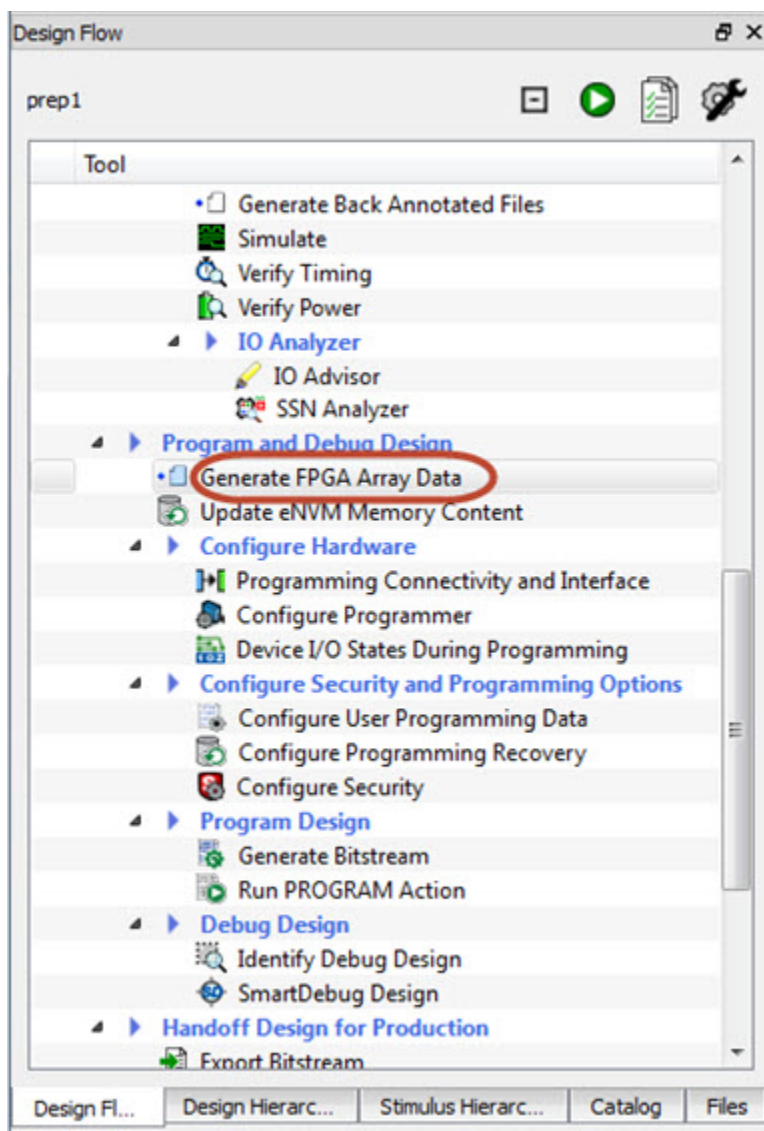 Design Flow
prep1
Tool
Generate Back Annotated Files
Simulate
Verify Timing
Verify Power
IO Analyzer
IO Advisor
SSN Analyzer
Program and Debug Design
Generate FPGA Array Data
Update eNVM Memory Content
Configure Hardware
Programming Connectivity and Interface
Configure Programmer
Device I/O States During Programming
Configure Security and Programming Options
Configure User Programming Data
Configure Programming Recovery
Configure Security
Program Design
Generate Bitstream
Run PROGRAM Action
Debug Design
Identify Debug Design
SmartDebug Design
Handoff Design for Production
Export Bitstream
Design Fl... Design Hierarc... Stimulus Hierarc... Catalog Files